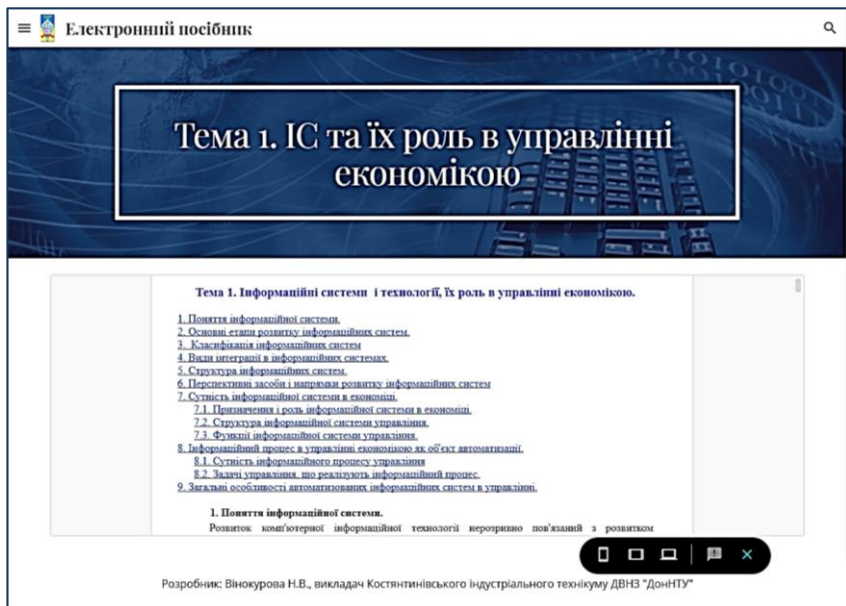 Електронний посібник
Тема 1. ІС та їх роль в управлінні
економікою
Тема 1. Інформаційні системи і технології, їх роль в управлінні економікою.
1. Поняття інформаційної системи.
2. Основні етапи розвитку інформаційних систем.
3. Класифікація інформаційних систем
4. Види інтеграції в інформаційних системах.
5. Структура інформаційних систем.
6. Перспективні засоби і напрямки розвитку інформаційних систем
7. Сутність інформаційної системи в економіці.
7.1. Призначення і роль інформаційної системи в економіці.
7.2. Структура інформаційної системи управління.
7.3. Функції інформаційної системи управління.
8. Інформаційний процес в управлінні економікою як об'єкт автоматизації.
8.1. Сутність інформаційного процесу управління
8.2. Задачі управління, що реалізують інформаційний процес.
9. Загальні особливості автоматизованих інформаційних систем в управлінні.
1. Поняття інформаційної системи.
Розвиток комп'ютерної інформаційної технології нерозривно пов'язаний з розвитком
Розробник: Вінокурова Н.В., викладач Костянтинівського індустріального технікуму ДВНЗ "ДонНТУ"